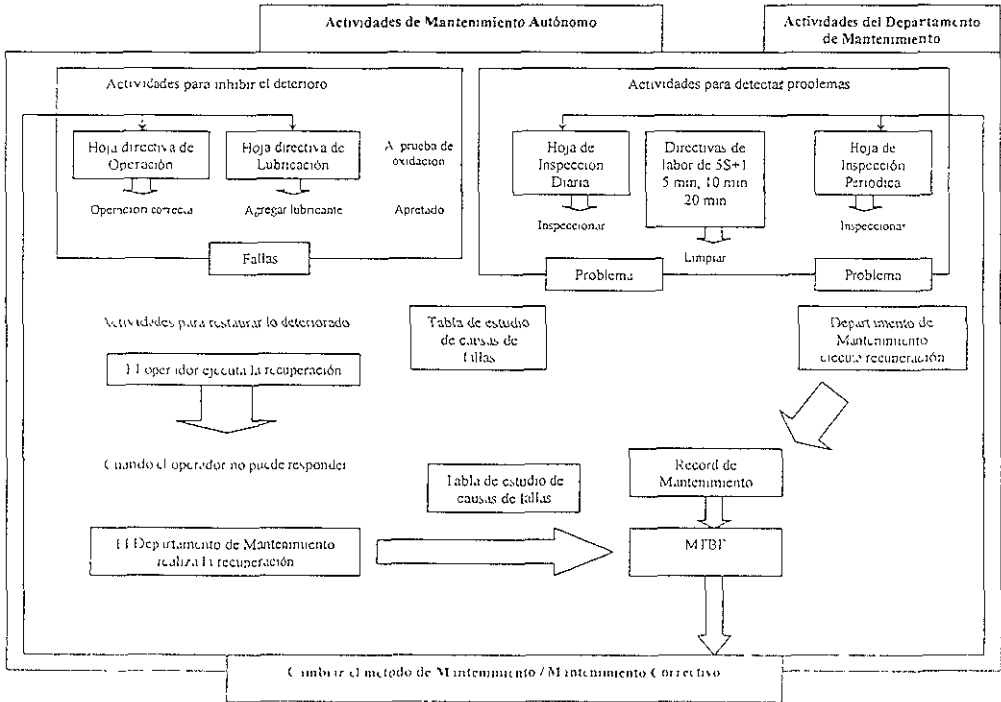 Actividades de Mantenimiento Autónomo
Actividades del Departamento
de Mantenimiento
Actividades para inhibir el deterioro
Actividades para detectar problemas
Hoja directiva de
Operación
Hoja directiva de
Lubricación
A prueba de
oxidación
Hoja de
Inspeccion
Diaria
Directivas de
labor de 5S+1
5 min, 10 min
20 min
Hoja de
Inspección
Periodica
Operacion correcta
Agregar lubricante
Apretado
Inspeccionar
Limpiar
Inspeccionar
Fallas
Problema
Problema
Actividades para restaurar lo deteriorado
Tabla de estudio
de causas de
fallas
Departamento de
Mantenimiento
ejecuta recuperación
El operador ejecuta la recuperación
Cuando el operador no puede responder
Tabla de estudio de
causas de fallas
Record de
Mantenimiento
El Departamento de Mantenimiento
realiza la recuperación
MTBF
Cambiar el metodo de Mantenimiento / Mantenimiento Correctivo